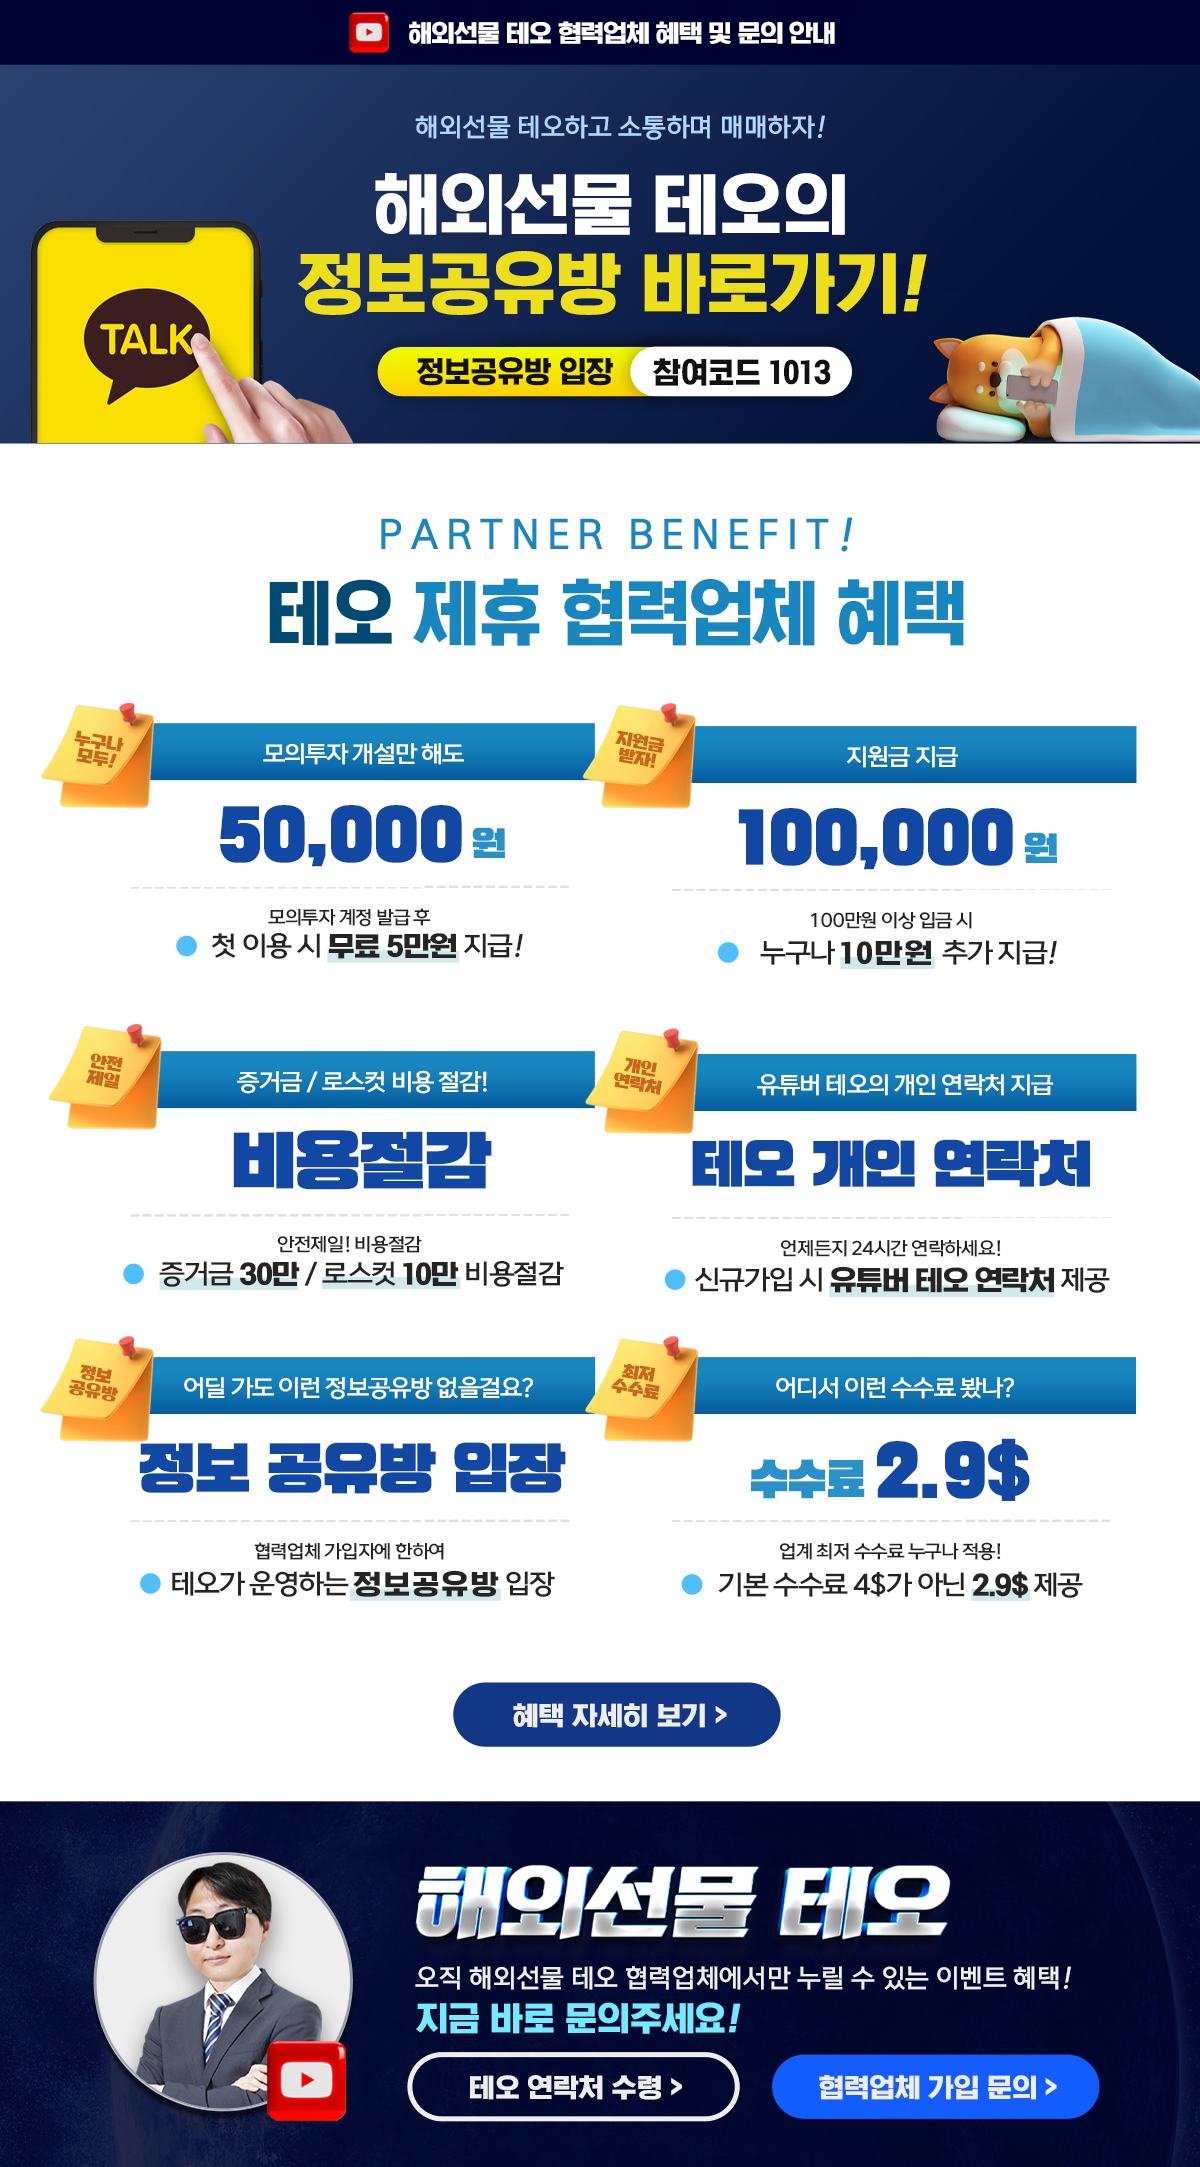 해외선물 테오 협력업체 혜택 및 문의 안내
해외선물 테오하고 소통하며 매매하자!
해외선물 테오의
정보공유방 바로가기!
TALK
정보공유방 입장 참여코드 1013
PARTNER BENEFIT!
테오 제휴 협력업체 혜택
누구나
모두!
모의투자 개설만 해도
50,000 원
모의투자 계정 발급 후
첫 이용 시 무료 5만원 지급!
지원금
받자!
지원금 지급
100,000 원
100만원 이상 입금 시
누구나 10만원 추가 지급!
안전
제일
증거금 / 로스컷 비용 절감!
비용절감
안전제일! 비용절감
증거금 30만 / 로스컷 10만 비용절감
개인
연락처
유튜버 테오의 개인 연락처 지급
테오 개인 연락처
언제든지 24시간 연락하세요!
신규가입 시 유튜버 테오 연락처 제공
정보
공유방
어딜 가도 이런 정보공유방 없을걸요?
정보 공유방 입장
협력업체 가입자에 한하여
테오가 운영하는 정보공유방 입장
최저
수수료
어디서 이런 수수료 봤나?
수수료 2.9$
업계 최저 수수료 누구나 적용!
기본 수수료 4$가 아닌 2.9$ 제공
혜택 자세히 보기 >
해외선물 테오
오직 해외선물 테오 협력업체에서만 누릴 수 있는 이벤트 혜택!
지금 바로 문의주세요!
테오 연락처 수령 >
협력업체 가입 문의 >